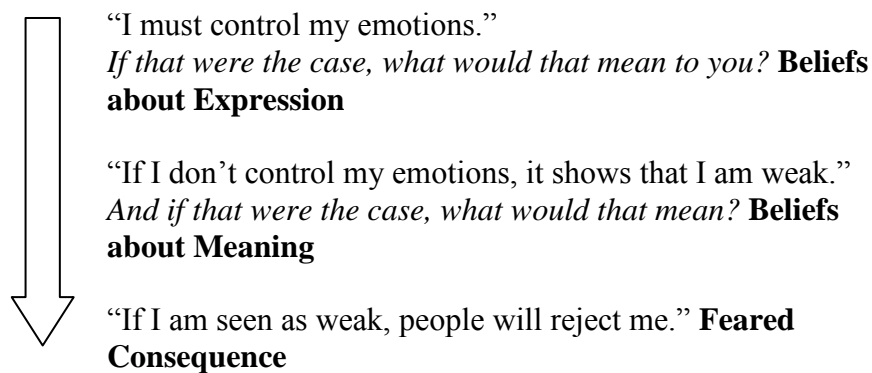 “I must control my emotions.”
If that were the case, what would that mean to you? Beliefs
about Expression
“If I don’t control my emotions, it shows that I am weak.”
And if that were the case, what would that mean? Beliefs
about Meaning
“If I am seen as weak, people will reject me.” Feared
Consequence